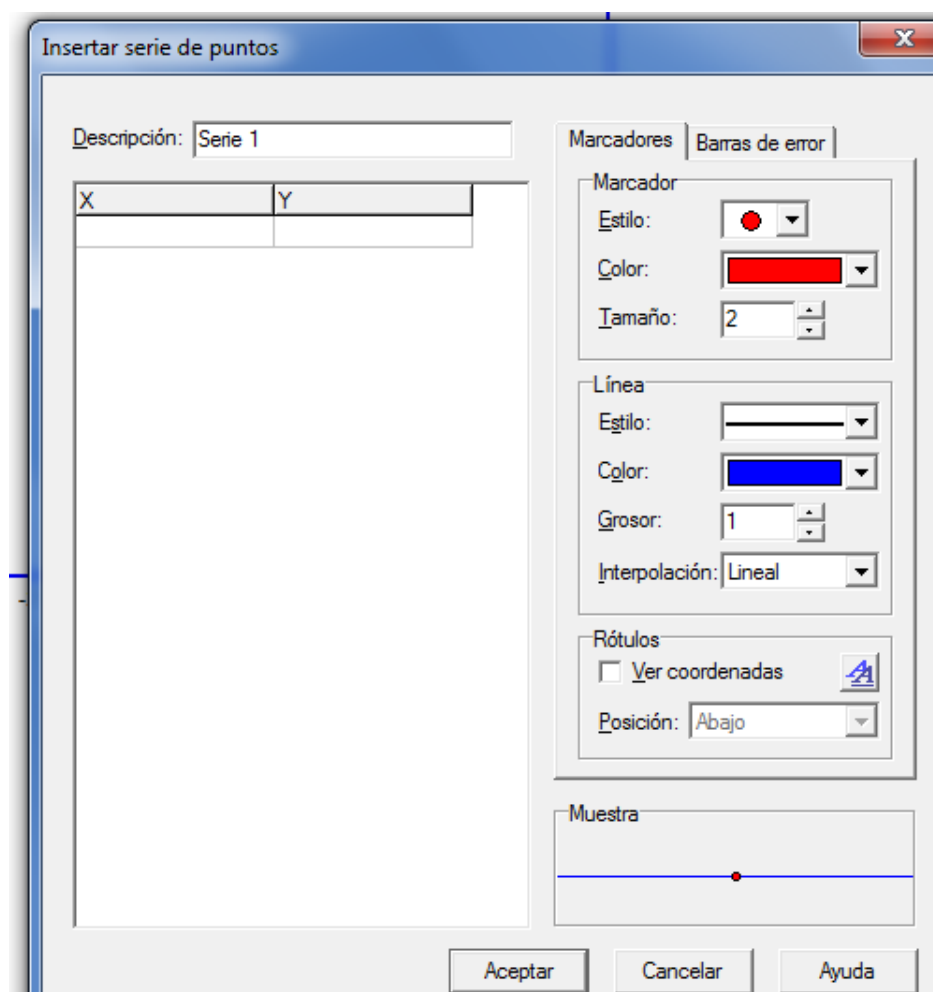 Insertar serie de puntos
X
Descripción: Serie 1
X Y
Marcadores Barras de error
Marcador
Estilo:
Color:
Tamaño: 2
Línea
Estilo:
Color:
Grosor: 1
Interpolación: Lineal
Rótulos
Ver coordenadas
A
Posición: Abajo
Muestra
Aceptar Cancelar Ayuda